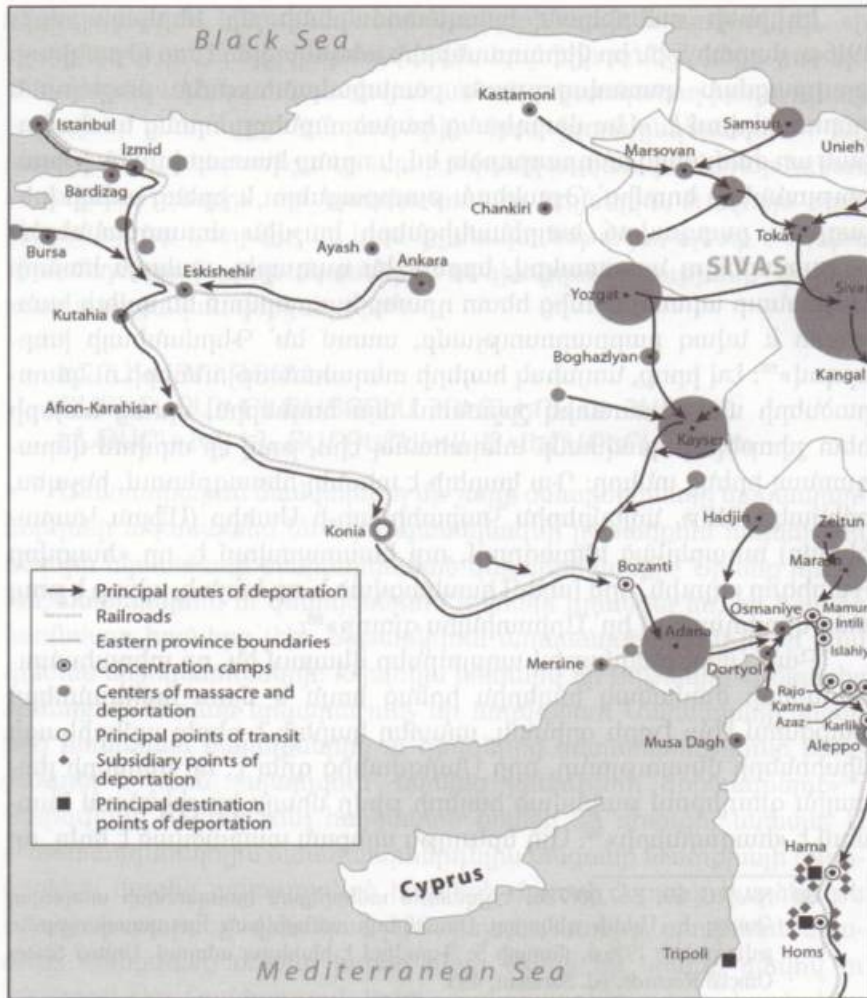 Black Sea
Kastamoni
Istanbul
Samsun
Izmid
Marsovan
Unieh
Bardizag
Chankiri
Tokat
Bursa
Ayash
Ankara
Eskishehir
SIVAS
Sivas
Yozgat
Kutahia
Boghazlyan
Kangal
Afion-Karahisar
Kayseri
Hadjin
Zeitun
Konia
Marash
Bozanti
Mamur
Osmaniye
Intili
Adana
Islahiy
Mersine
Dortyol
Rajo
Katma
Azaz
Karlik
Musa Dagh
Aleppo
Principal routes of deportation
Railroads
Eastern province boundaries
Concentration camps
Centers of massacre and
deportation
Principal points of transit
Subsidiary points of
deportation
Principal destination
points of deportation
Hama
Cyprus
Homs
Tripoli
Mediterranean Sea